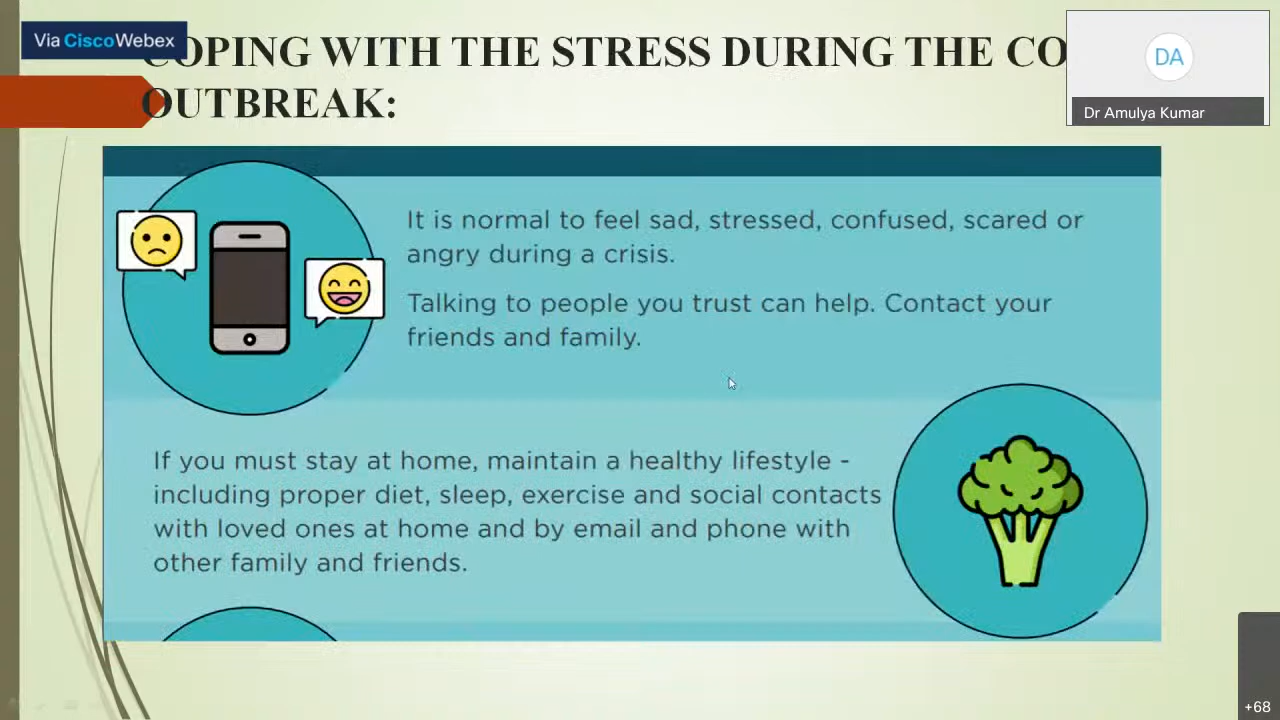 Via CiscoWebex
COPING WITH THE STRESS DURING THE CO
OUTBREAK:
DA
Dr Amulya Kumar
It is normal to feel sad, stressed, confused, scared or
angry during a crisis.
Talking to people you trust can help. Contact your
friends and family.
If you must stay at home, maintain a healthy lifestyle -
including proper diet, sleep, exercise and social contacts
with loved ones at home and by email and phone with
other family and friends.
+68